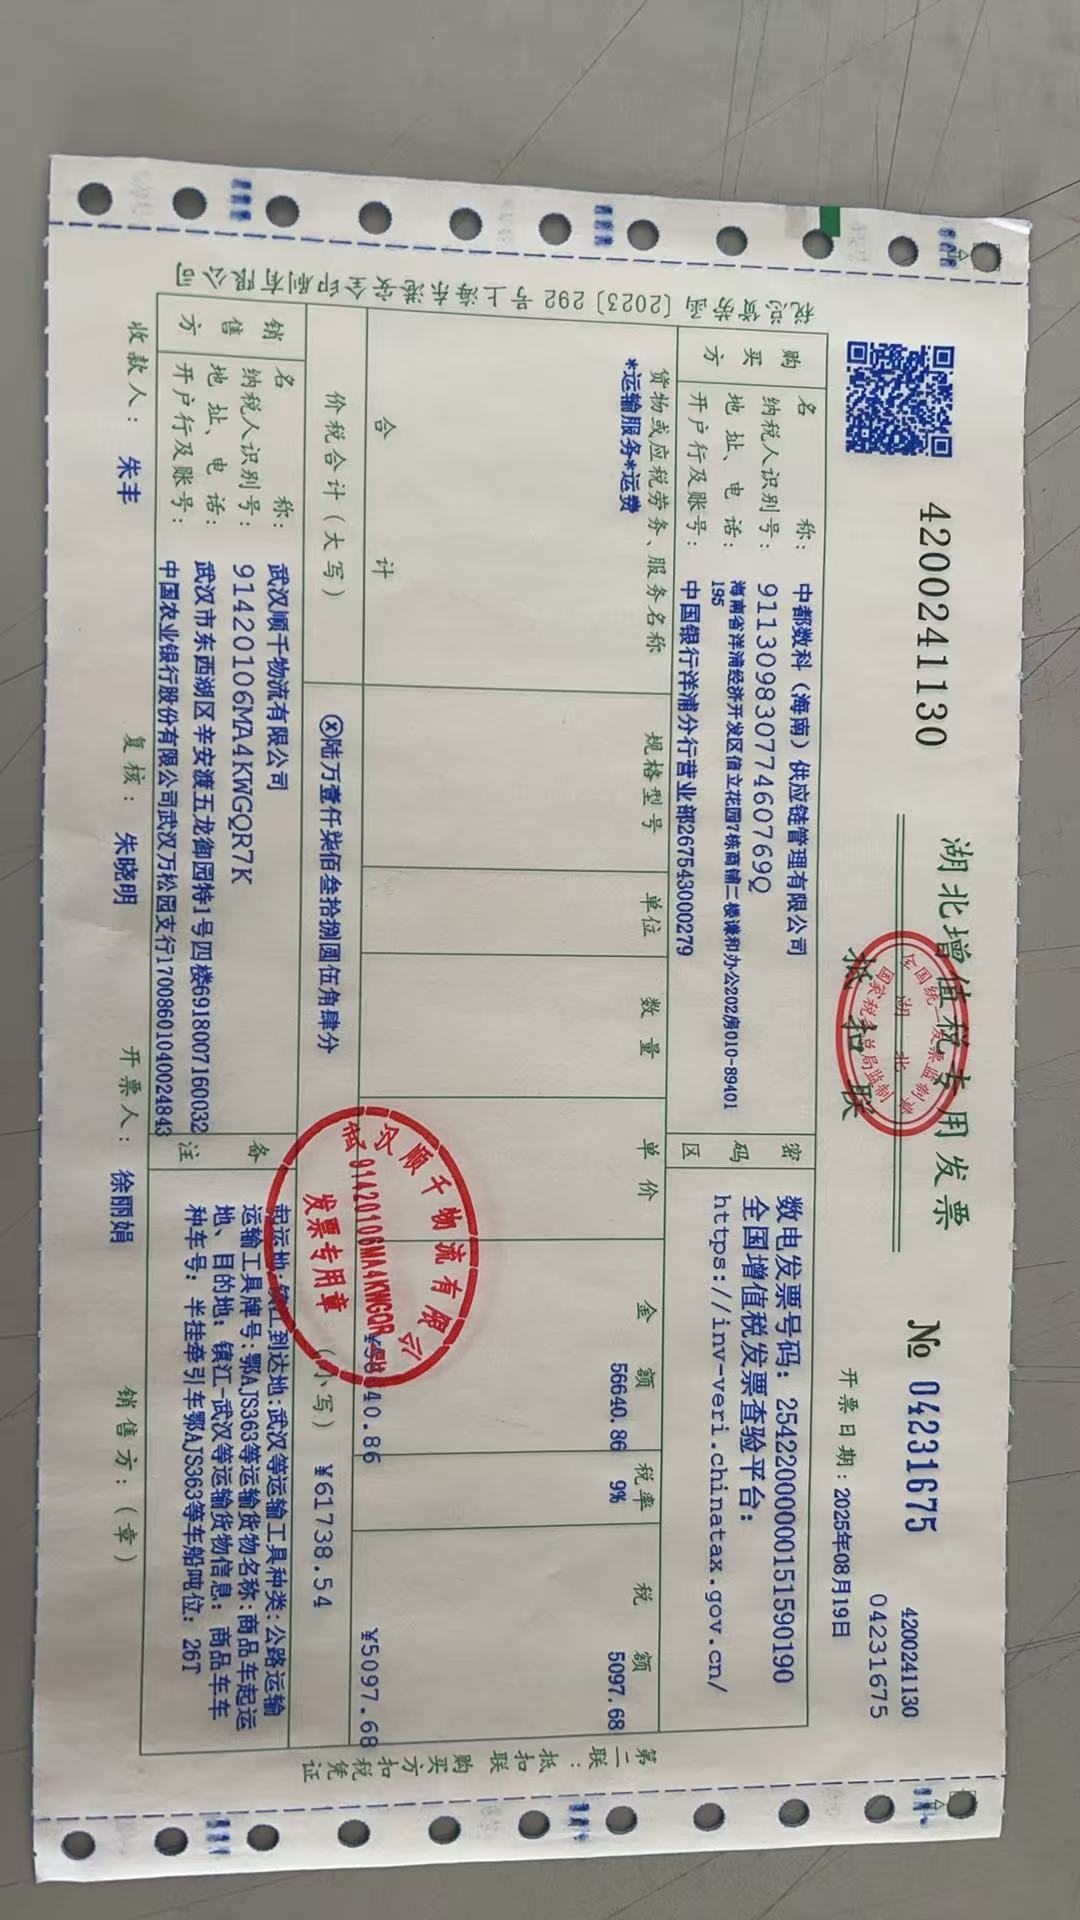 4200241130
湖北增值税专用发票
抵扣联
全国统一发票监制章
湖北
国家税务总局监制
№ 04231675
4200241130
04231675
开票日期：2025年08月19日
税总货劳函〔2023〕292号上海东港安全印刷有限公司
购买方
名称：中都数科（海南）供应链管理有限公司
纳税人识别号：91130983077460769Q
地址、电话：海南省洋浦经济开发区信立花园7栋商铺二楼谦和办公202房010-89401
195
开户行及账号：中国银行洋浦分行营业部267543000279
密码区
数电发票号码：25422000000151590190
全国增值税发票查验平台：
https://inv-veri.chinatax.gov.cn/
货物或应税劳务、服务名称 规格型号 单位 数量 单价 金额 税率 税额
*运输服务*运费 56640.86 9% 5097.68
合计 ¥56640.86 ¥5097.68
价税合计（大写） ⓧ陆万壹仟柒佰叁拾捌圆伍角肆分 （小写） ¥61738.54
销售方
名称：武汉顺千物流有限公司
纳税人识别号：91420106MA4KWGQR7K
地址、电话：武汉市东西湖区辛安渡五龙御园特1号四楼6918007160032
开户行及账号：中国农业银行股份有限公司武汉万松园支行17008601040024843
备注
起运地:镇江到达地:武汉等运输工具种类:公路运输
运输工具牌号:鄂AJS363等运输货物名称:商品车起运
地、目的地：镇江-武汉等运输货物信息：商品车车
种车号：半挂牵引车鄂AJS363等车船吨位：26T
武汉顺千物流有限公司
发票专用章
收款人：朱丰 复核：朱晓明 开票人：徐丽娟 销售方：（章）
第二联：抵扣联 购买方扣税凭证